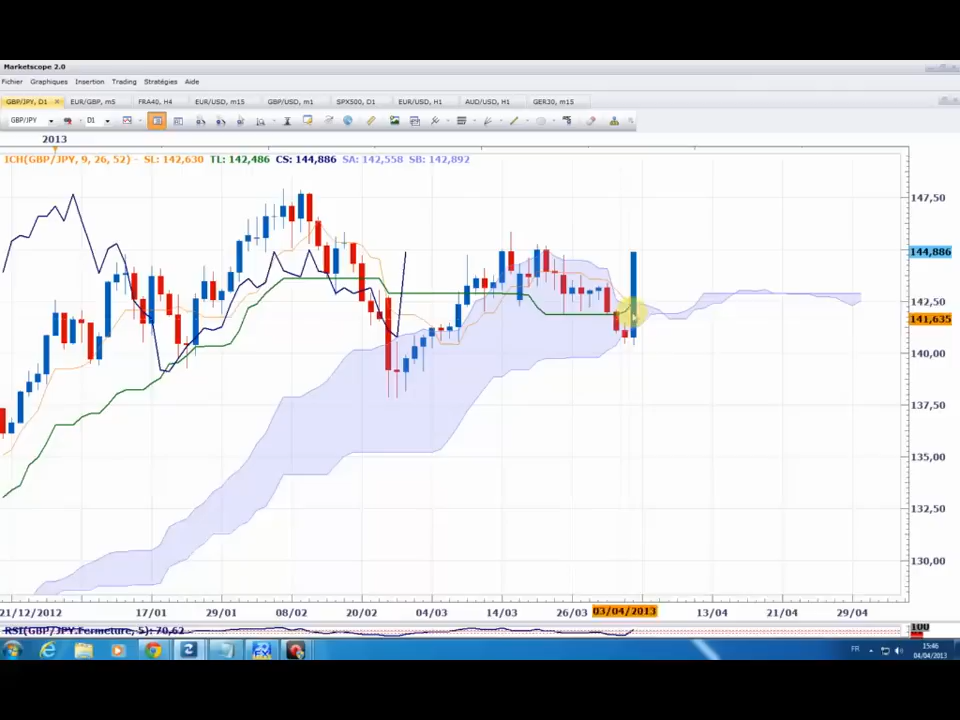 Marketscope 2.0
Fichier Graphiques Insertion Trading Stratégies Aide
GBP/JPY, D1 EUR/GBP, m5 FRA40, H4 EUR/USD, m15 GBP/USD, m1 SPX500, D1 EUR/USD, H1 AUD/USD, H1 GER30, m15
GBP/JPY D1
2013
ICH(GBP/JPY, 9, 26, 52) - SL: 142,630 TL: 142,486 CS: 144,886 SA: 142,558 SB: 142,892
147,50
144,886
142,50
141,635
140,00
137,50
135,00
132,50
130,00
21/12/2012 17/01 29/01 08/02 20/02 04/03 14/03 26/03 03/04/2013 13/04 21/04 29/04
RSI(GBP/JPY.Fermeture, 5): 70,62
100
FR 15:46
04/04/2013